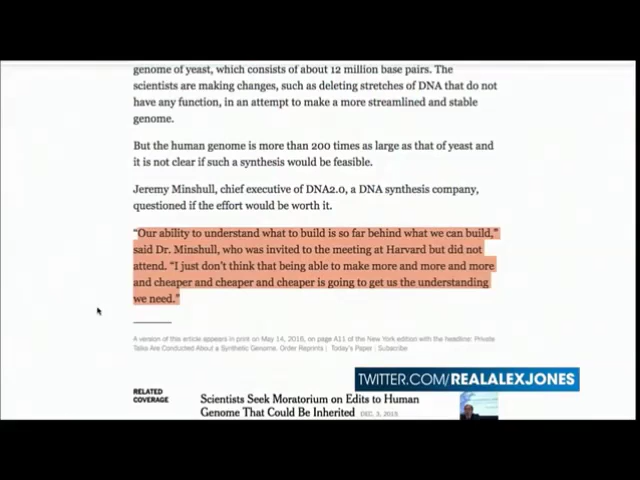 genome of yeast, which consists of about 12 million base pairs. The
scientists are making changes, such as deleting stretches of DNA that do not
have any function, in an attempt to make a more streamlined and stable
genome.
But the human genome is more than 200 times as large as that of yeast and
it is not clear if such a synthesis would be feasible.
Jeremy Minshull, chief executive of DNA2.0, a DNA synthesis company,
questioned if the effort would be worth it.
“Our ability to understand what to build is so far behind what we can build,”
said Dr. Minshull, who was invited to the meeting at Harvard but did not
attend. “I just don’t think that being able to make more and more and more
and cheaper and cheaper and cheaper is going to get us the understanding
we need.”
A version of this article appears in print on May 14, 2016, on page A11 of the New York edition with the headline: Private
Talks Are Conducted About a Synthetic Genome. Order Reprints | Today's Paper | Subscribe
TWITTER.COM/REALALEXJONES
RELATED
COVERAGE
Scientists Seek Moratorium on Edits to Human
Genome That Could Be Inherited DEC. 3, 2015